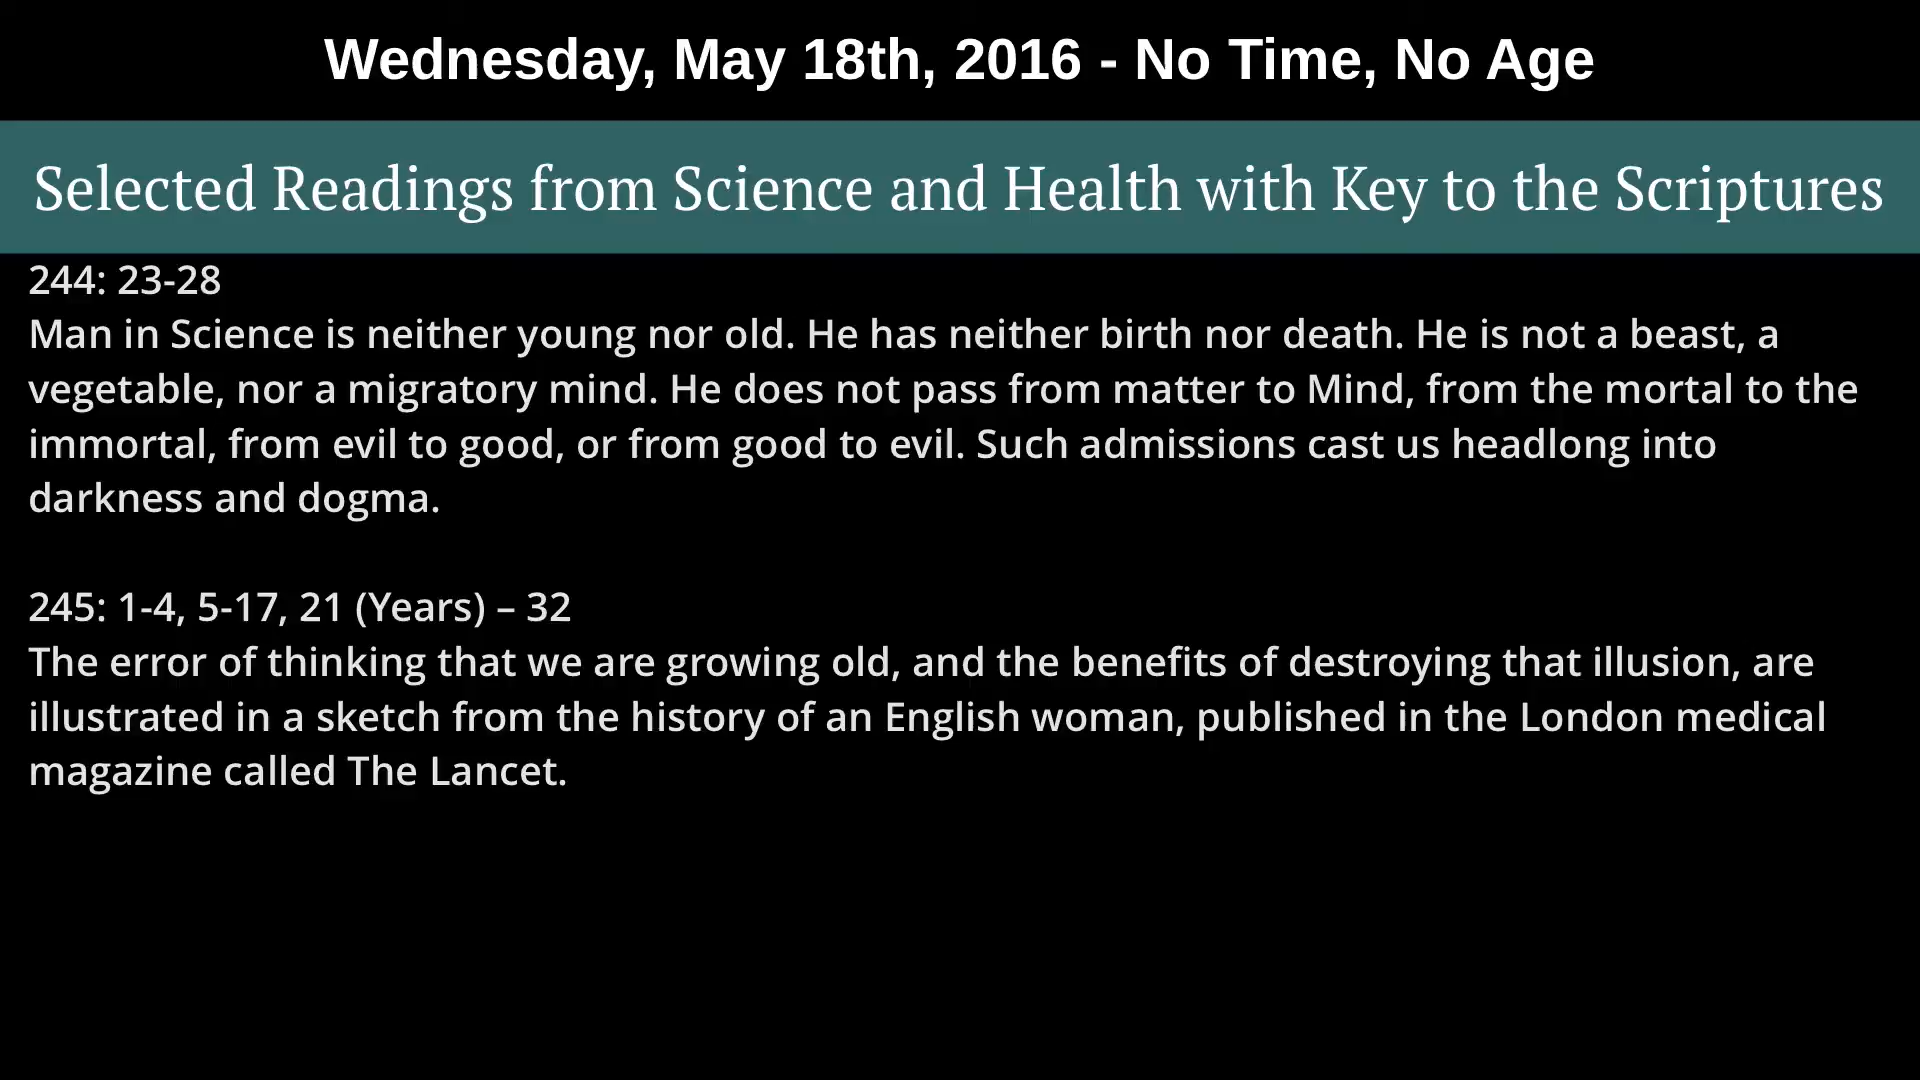 Wednesday, May 18th, 2016 - No Time, No Age
Selected Readings from Science and Health with Key to the Scriptures
244: 23-28
Man in Science is neither young nor old. He has neither birth nor death. He is not a beast, a
vegetable, nor a migratory mind. He does not pass from matter to Mind, from the mortal to the
immortal, from evil to good, or from good to evil. Such admissions cast us headlong into
darkness and dogma.
245: 1-4, 5-17, 21 (Years) – 32
The error of thinking that we are growing old, and the benefits of destroying that illusion, are
illustrated in a sketch from the history of an English woman, published in the London medical
magazine called The Lancet.